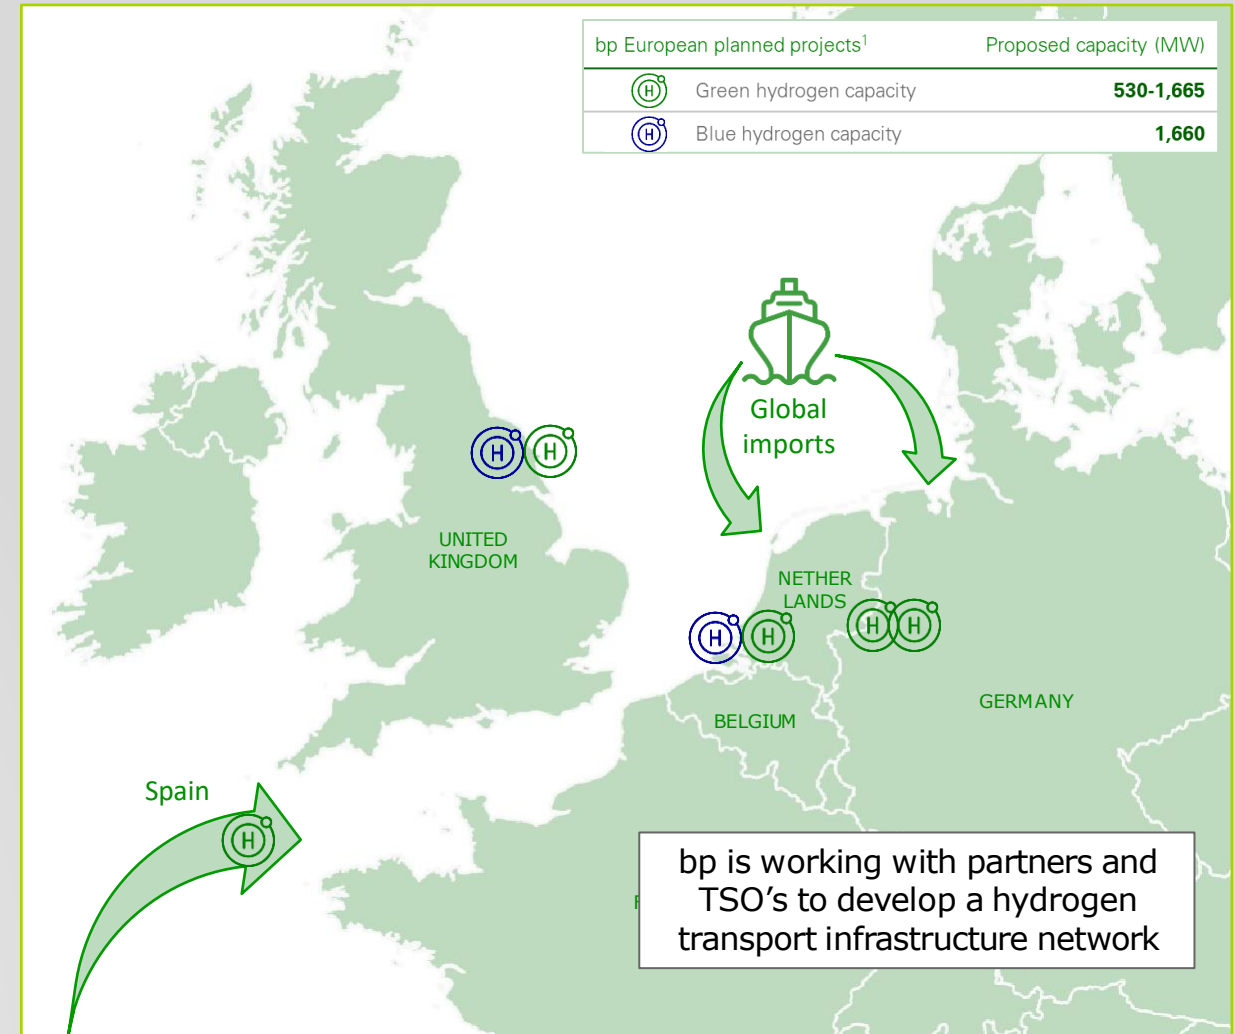 bp European planned projects¹ Proposed capacity (MW)
H Green hydrogen capacity 530-1,665
H Blue hydrogen capacity 1,660
Global
imports
H H
UNITED
KINGDOM
NETHER
LANDS
H H H H
GERMANY
BELGIUM
Spain
H
bp is working with partners and
TSO's to develop a hydrogen
transport infrastructure network